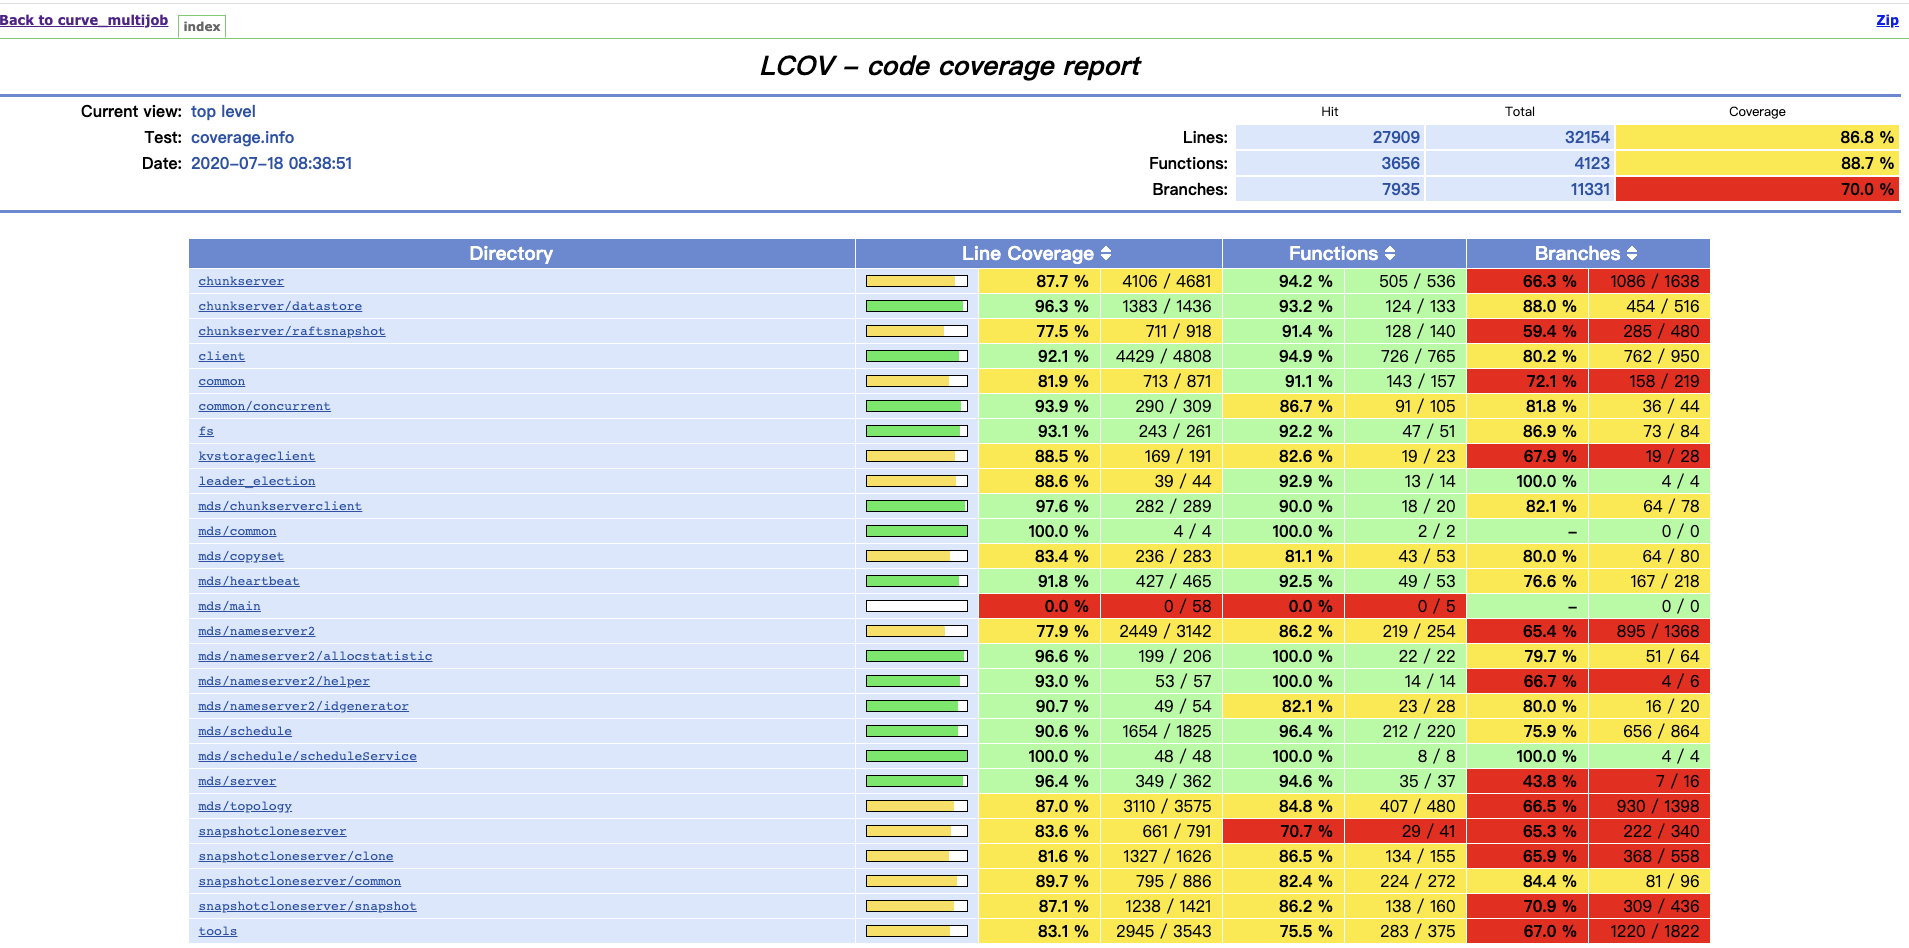 Back to curve_multijob index Zip
LCOV – code coverage report
Current view: top level Hit Total Coverage
Test: coverage.info Lines: 27909 32154 86.8 %
Date: 2020–07–18 08:38:51 Functions: 3656 4123 88.7 %
Branches: 7935 11331 70.0 %
Directory Line Coverage Functions Branches
chunkserver 87.7 % 4106 / 4681 94.2 % 505 / 536 66.3 % 1086 / 1638
chunkserver/datastore 96.3 % 1383 / 1436 93.2 % 124 / 133 88.0 % 454 / 516
chunkserver/raftsnapshot 77.5 % 711 / 918 91.4 % 128 / 140 59.4 % 285 / 480
client 92.1 % 4429 / 4808 94.9 % 726 / 765 80.2 % 762 / 950
common 81.9 % 713 / 871 91.1 % 143 / 157 72.1 % 158 / 219
common/concurrent 93.9 % 290 / 309 86.7 % 91 / 105 81.8 % 36 / 44
fs 93.1 % 243 / 261 92.2 % 47 / 51 86.9 % 73 / 84
kvstorageclient 88.5 % 169 / 191 82.6 % 19 / 23 67.9 % 19 / 28
leader_election 88.6 % 39 / 44 92.9 % 13 / 14 100.0 % 4 / 4
mds/chunkserverclient 97.6 % 282 / 289 90.0 % 18 / 20 82.1 % 64 / 78
mds/common 100.0 % 4 / 4 100.0 % 2 / 2 – 0 / 0
mds/copyset 83.4 % 236 / 283 81.1 % 43 / 53 80.0 % 64 / 80
mds/heartbeat 91.8 % 427 / 465 92.5 % 49 / 53 76.6 % 167 / 218
mds/main 0.0 % 0 / 58 0.0 % 0 / 5 – 0 / 0
mds/nameserver2 77.9 % 2449 / 3142 86.2 % 219 / 254 65.4 % 895 / 1368
mds/nameserver2/allocstatistic 96.6 % 199 / 206 100.0 % 22 / 22 79.7 % 51 / 64
mds/nameserver2/helper 93.0 % 53 / 57 100.0 % 14 / 14 66.7 % 4 / 6
mds/nameserver2/idgenerator 90.7 % 49 / 54 82.1 % 23 / 28 80.0 % 16 / 20
mds/schedule 90.6 % 1654 / 1825 96.4 % 212 / 220 75.9 % 656 / 864
mds/schedule/scheduleService 100.0 % 48 / 48 100.0 % 8 / 8 100.0 % 4 / 4
mds/server 96.4 % 349 / 362 94.6 % 35 / 37 43.8 % 7 / 16
mds/topology 87.0 % 3110 / 3575 84.8 % 407 / 480 66.5 % 930 / 1398
snapshotcloneserver 83.6 % 661 / 791 70.7 % 29 / 41 65.3 % 222 / 340
snapshotcloneserver/clone 81.6 % 1327 / 1626 86.5 % 134 / 155 65.9 % 368 / 558
snapshotcloneserver/common 89.7 % 795 / 886 82.4 % 224 / 272 84.4 % 81 / 96
snapshotcloneserver/snapshot 87.1 % 1238 / 1421 86.2 % 138 / 160 70.9 % 309 / 436
tools 83.1 % 2945 / 3543 75.5 % 283 / 375 67.0 % 1220 / 1822